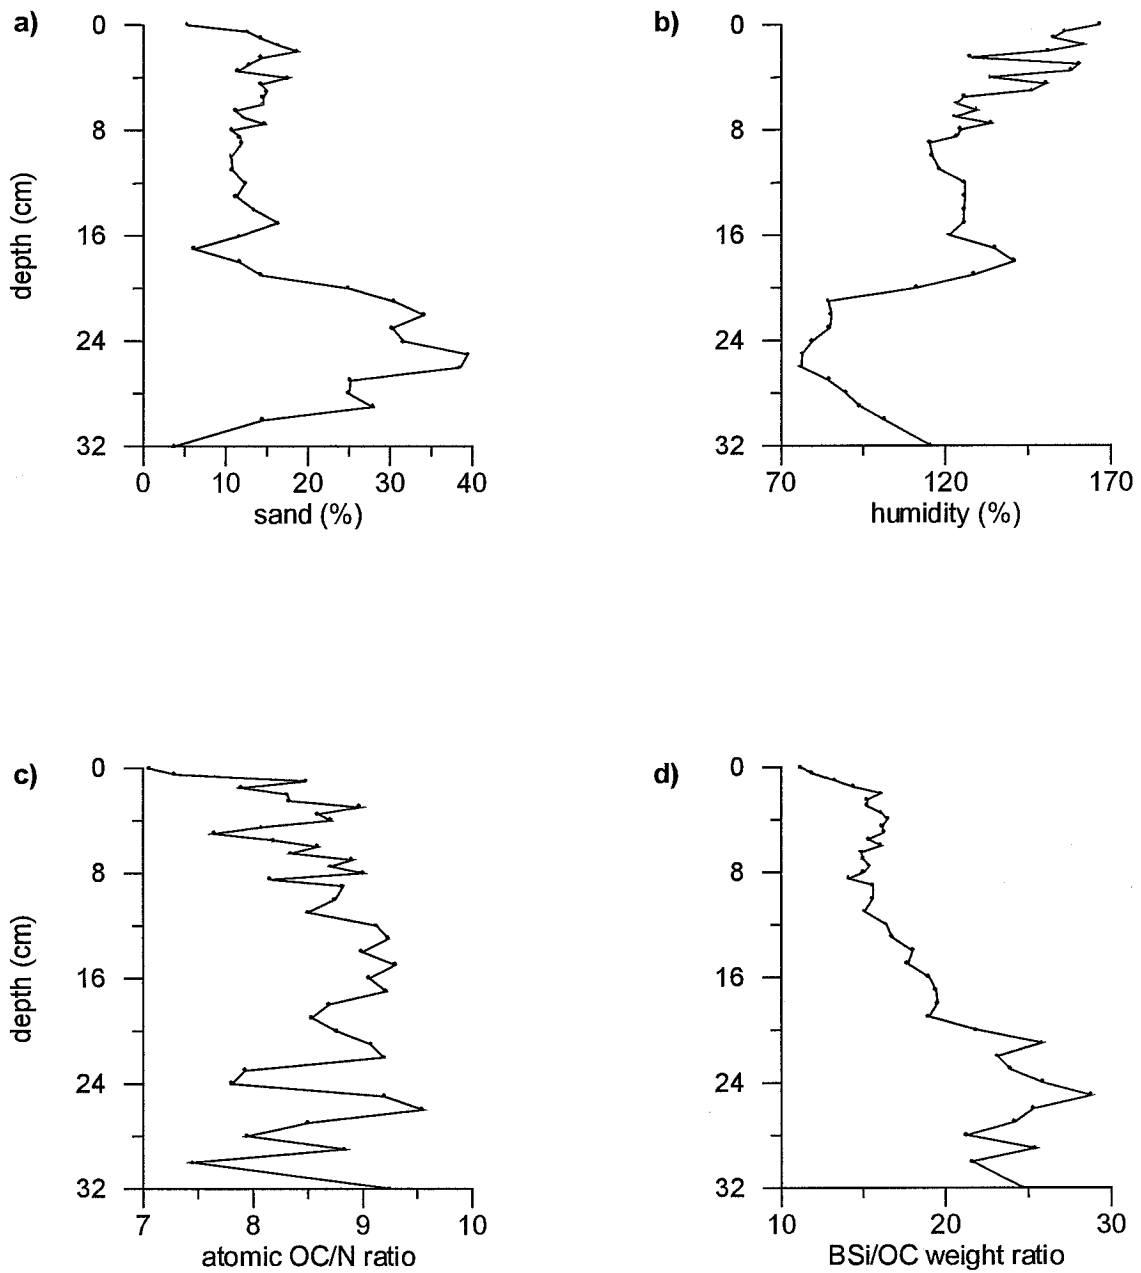 a)
0
8
16
24
32
depth (cm)
0 10 20 30 40
sand (%)
b)
0
8
16
24
32
70 120 170
humidity (%)
c)
0
8
16
24
32
depth (cm)
7 8 9 10
atomic OC/N ratio
d)
0
8
16
24
32
10 20 30
BSi/OC weight ratio